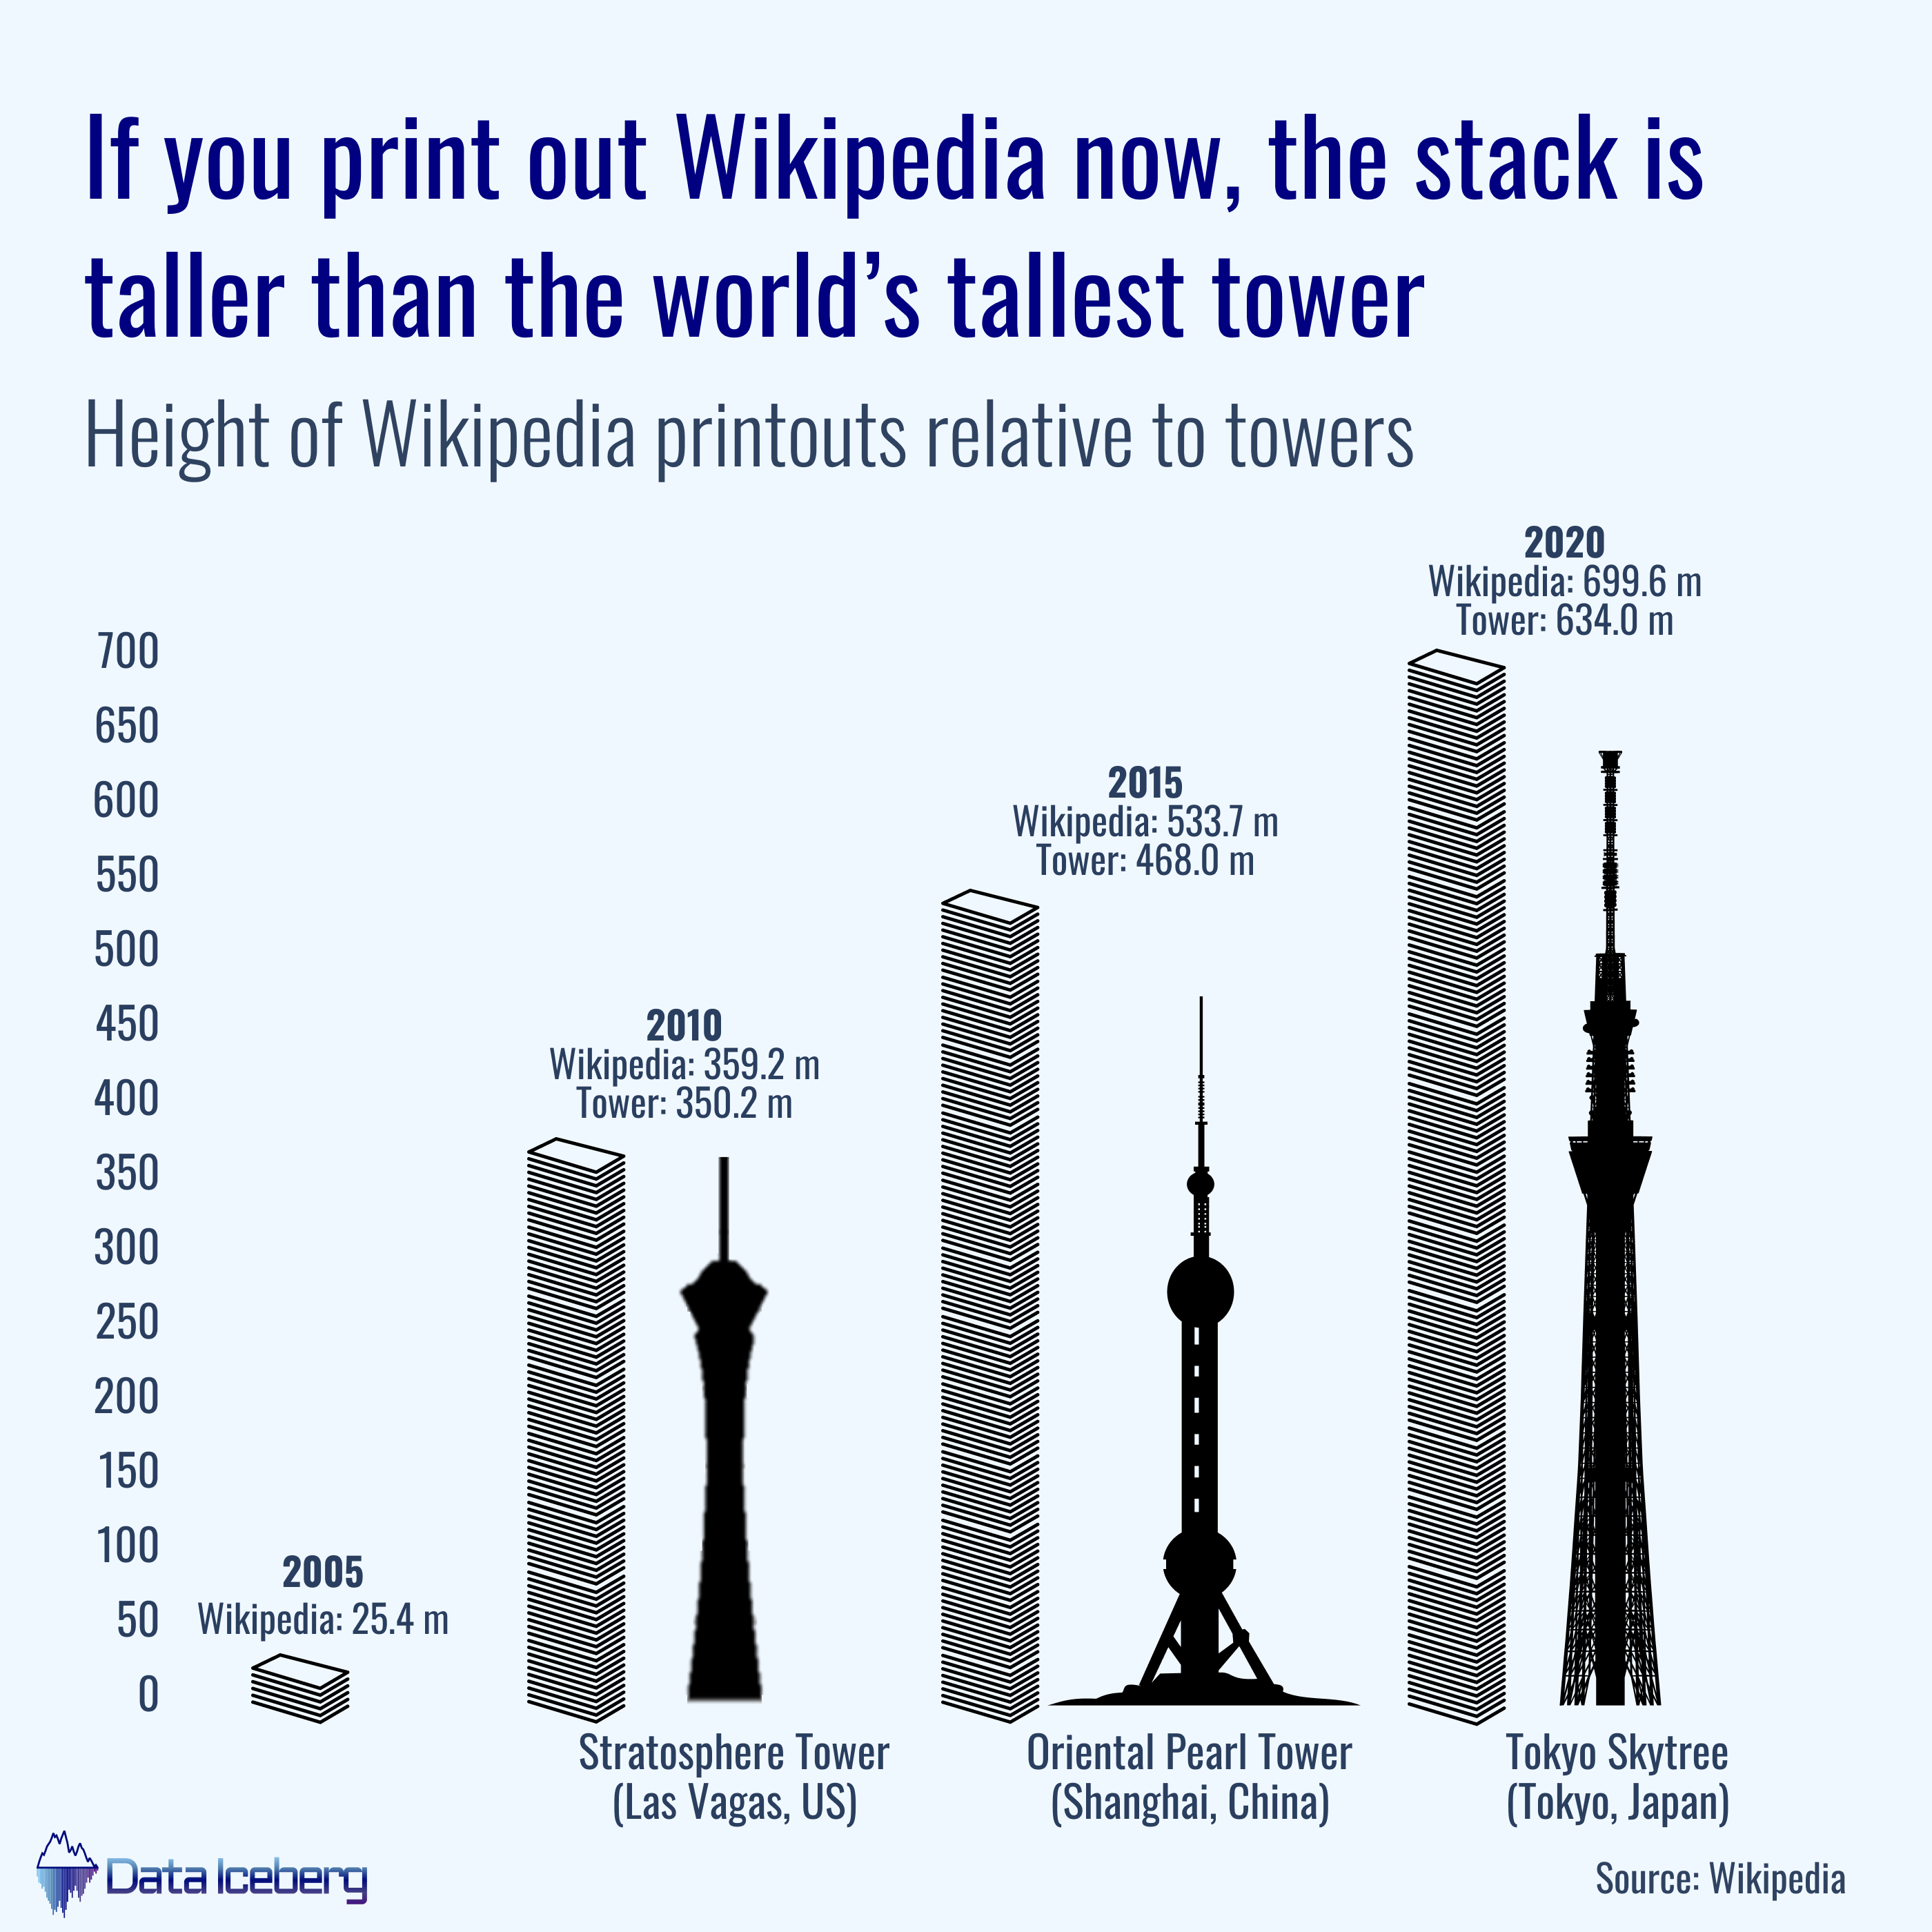 If you print out Wikipedia now, the stack is
taller than the world’s tallest tower
Height of Wikipedia printouts relative to towers
2020
Wikipedia: 699.6 m
Tower: 634.0 m
700
650
2015
Wikipedia: 533.7 m
Tower: 468.0 m
600
550
500
450
2010
Wikipedia: 359.2 m
Tower: 350.2 m
400
350
300
250
200
150
100
2005
Wikipedia: 25.4 m
50
0
Stratosphere Tower
(Las Vagas, US)
Oriental Pearl Tower
(Shanghai, China)
Tokyo Skytree
(Tokyo, Japan)
Data Iceberg
Source: Wikipedia